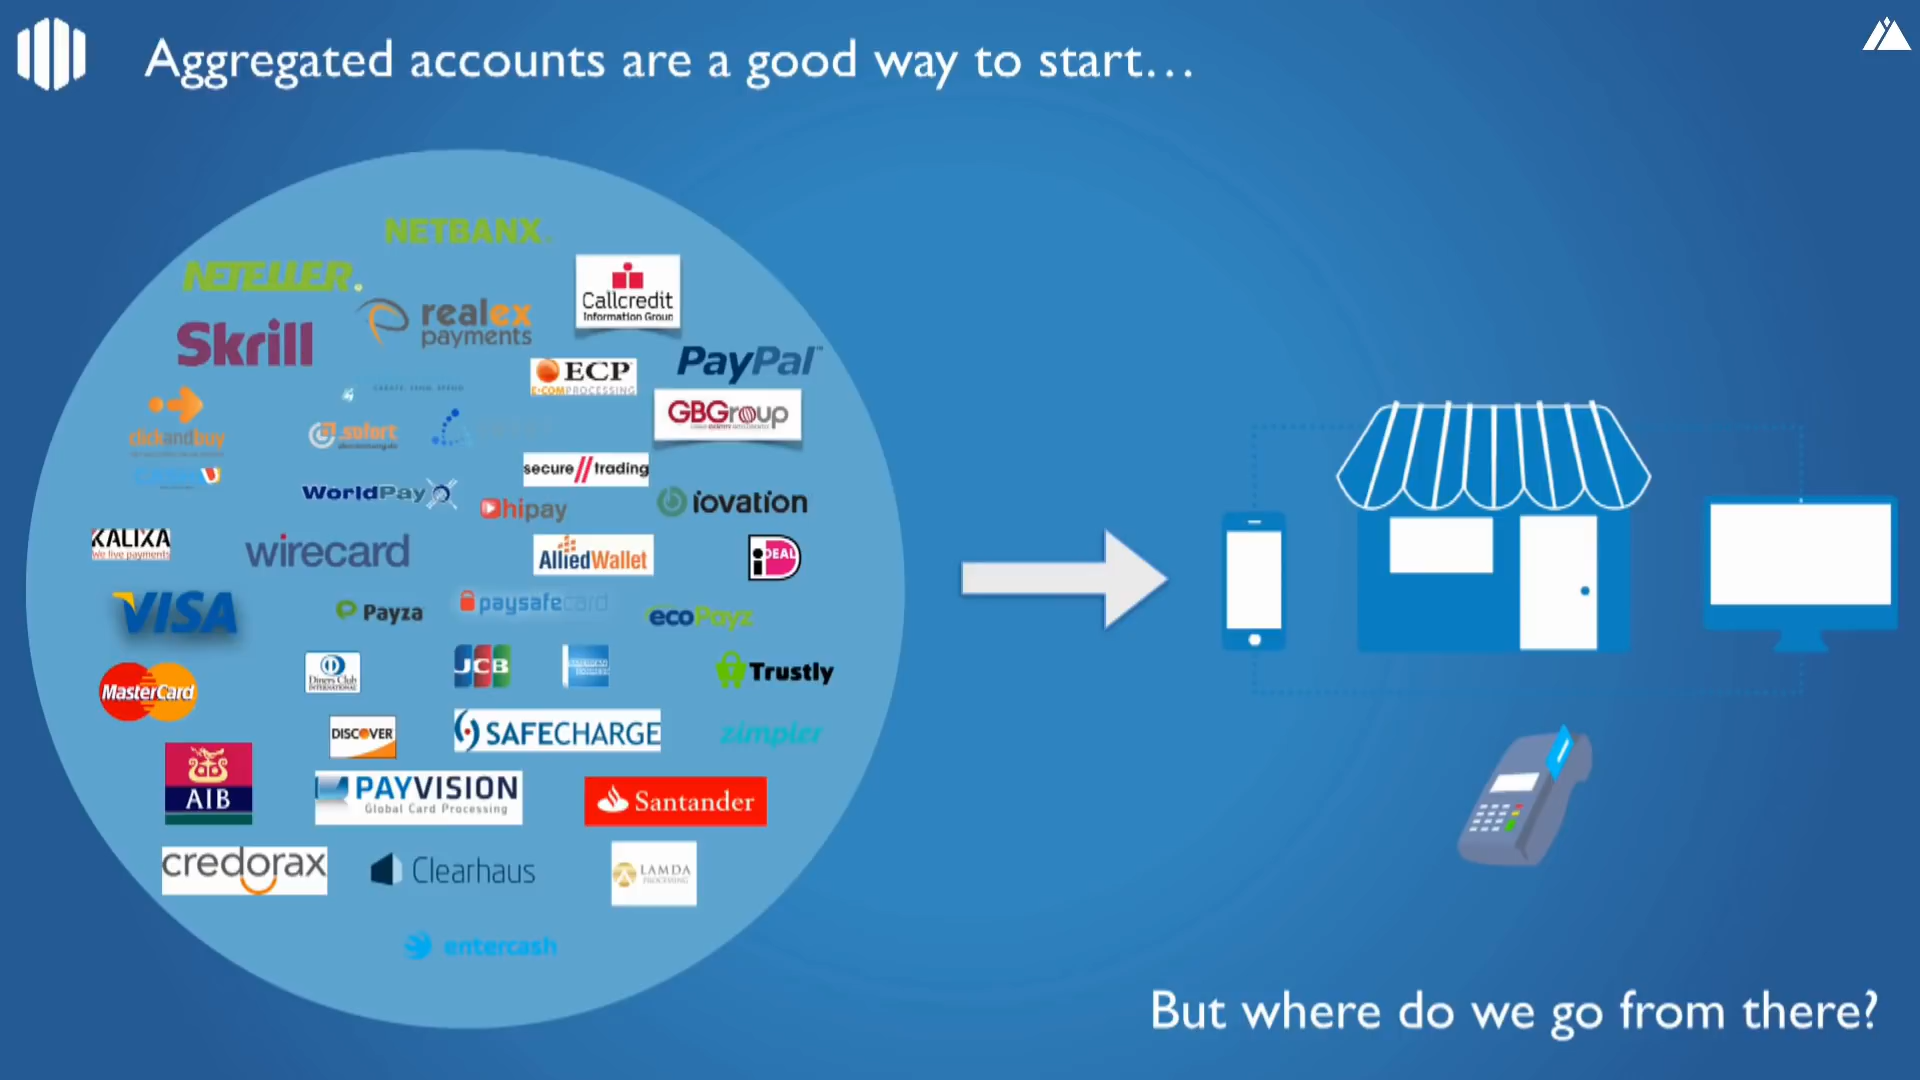 Aggregated accounts are a good way to start...
NETBANX
NETELLER
Callcredit
Information Group
realex
payments
Skrill
PayPal™
ECP
E-COMPROCESSING
GBGroup
clickandbuy
sofort
secure//trading
WorldPay
hipay
iovation
KALIXA
We live payments
wirecard
AlliedWallet
iDEAL
VISA
Payza
paysafecard
ecoPayz
JCB
Diners Club
INTERNATIONAL
Trustly
MasterCard
DISCOVER
SAFECHARGE
zimpler
AIB
PAYVISION
Global Card Processing
Santander
credorax
Clearhaus
LAMDA
PROCESSING
entercash
But where do we go from there?